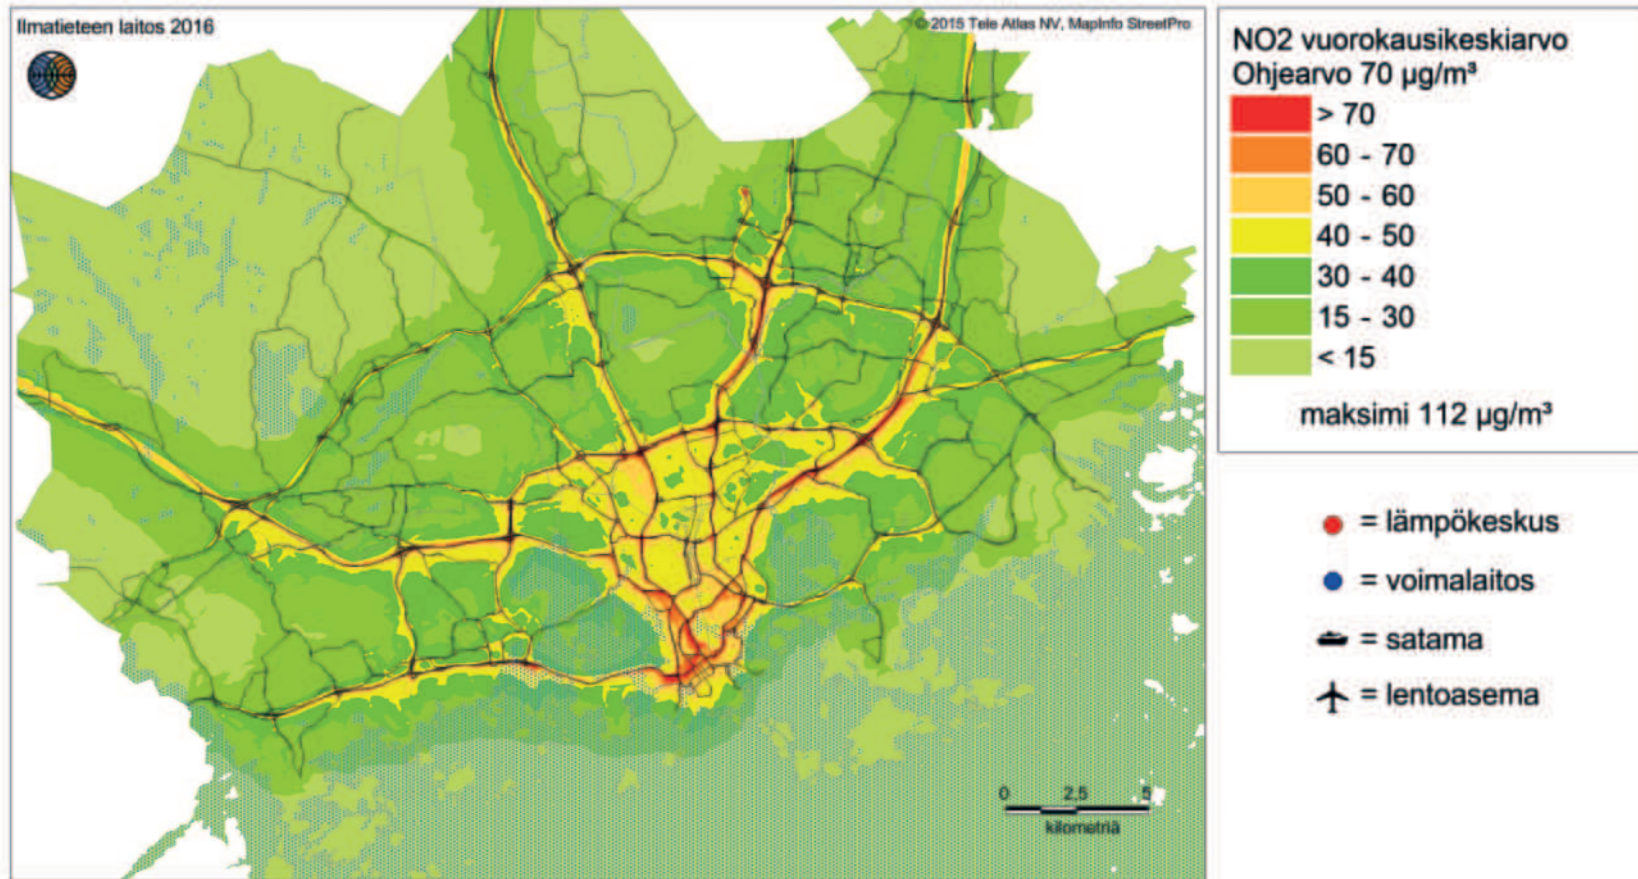 Ilmatieteen laitos 2016
© 2015 Tele Atlas NV, MapInfo StreetPro
NO2 vuorokausikeskiarvo
Ohjearvo 70 µg/m³
> 70
60 - 70
50 - 60
40 - 50
30 - 40
15 - 30
< 15
maksimi 112 µg/m³
= lämpökeskus
= voimalaitos
= satama
= lentoasema
0 2,5 5
kilometriä